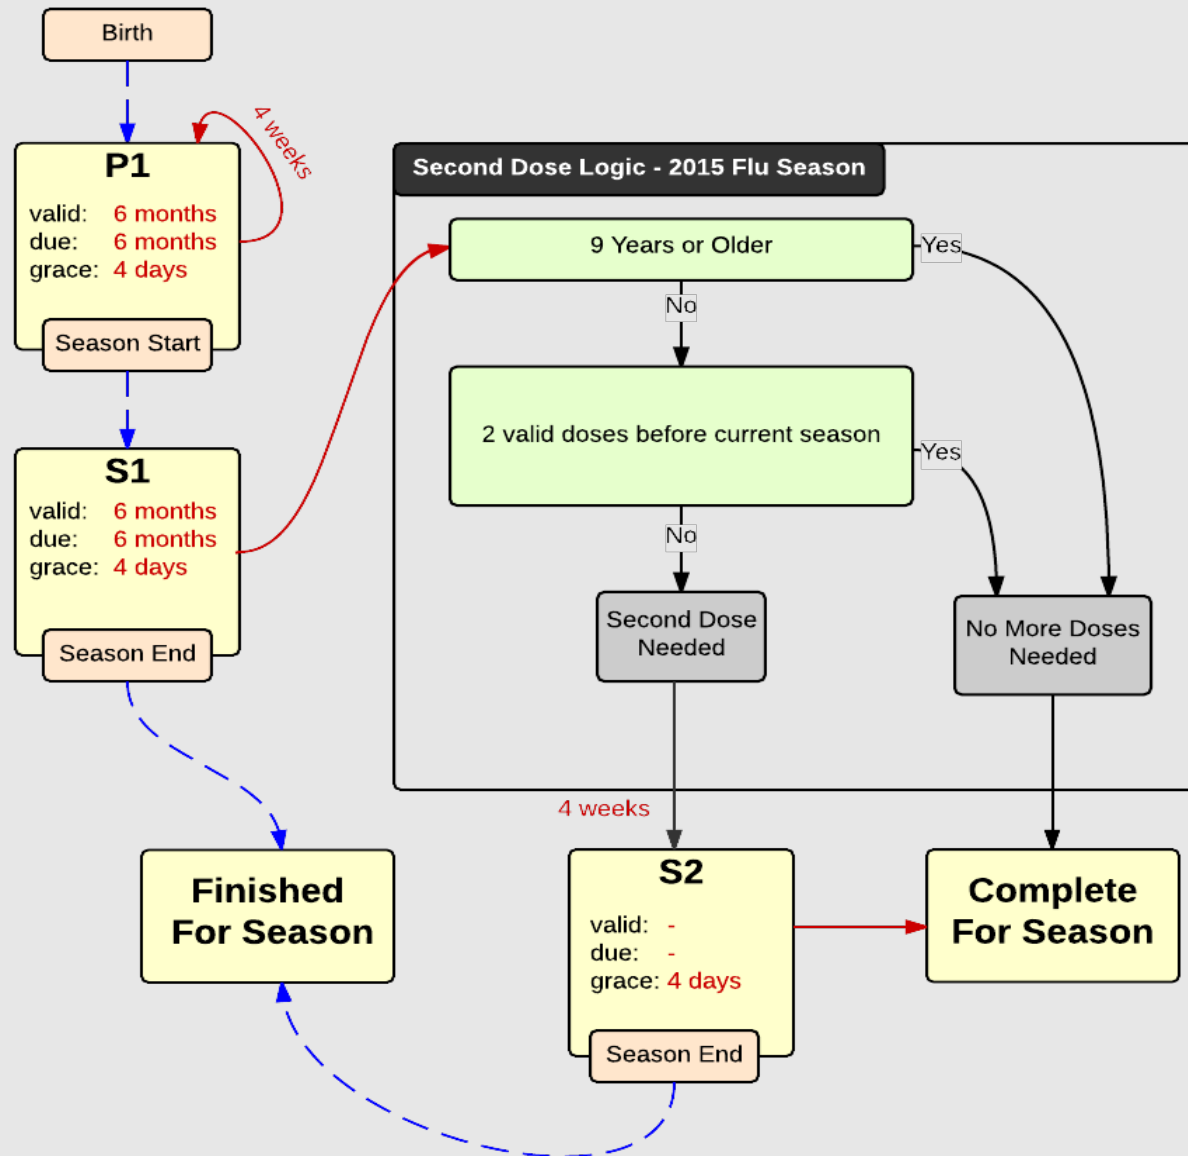 Birth
4 weeks
P1
valid: 6 months
due: 6 months
grace: 4 days
Season Start
S1
valid: 6 months
due: 6 months
grace: 4 days
Season End
Second Dose Logic - 2015 Flu Season
9 Years or Older
Yes
No
2 valid doses before current season
Yes
No
Second Dose
Needed
No More Doses
Needed
4 weeks
Finished
For Season
S2
valid: -
due: -
grace: 4 days
Season End
Complete
For Season